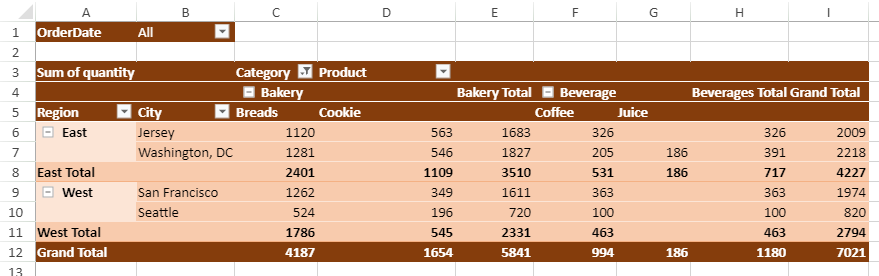 A B C D E F G H I
1 OrderDate All
2
3 Sum of quantity Category Product
4 Bakery Bakery Total Beverage Beverages Total Grand Total
5 Region City Breads Cookie Coffee Juice
6 East Jersey 1120 563 1683 326 326 2009
7 Washington, DC 1281 546 1827 205 186 391 2218
8 East Total 2401 1109 3510 531 186 717 4227
9 West San Francisco 1262 349 1611 363 363 1974
10 Seattle 524 196 720 100 100 820
11 West Total 1786 545 2331 463 463 2794
12 Grand Total 4187 1654 5841 994 186 1180 7021
13